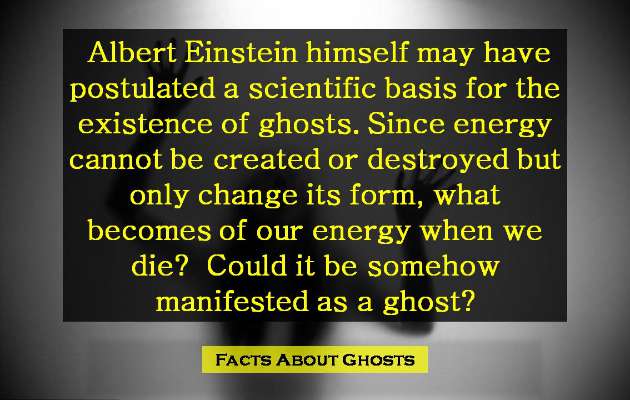 Albert Einstein himself may have
postulated a scientific basis for the
existence of ghosts. Since energy
cannot be created or destroyed but
only change its form, what
becomes of our energy when we
die? Could it be somehow
manifested as a ghost?
Facts About Ghosts